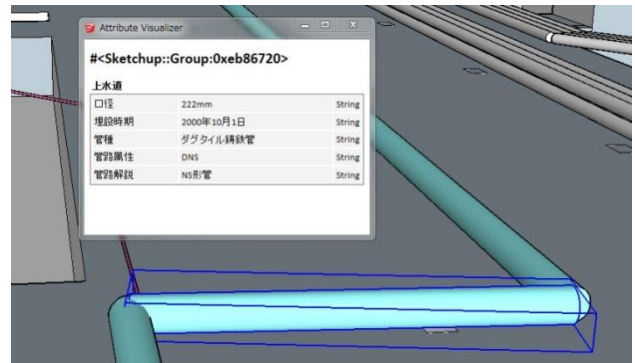 Attribute Visualizer
#<Sketchup::Group:0xeb86720>
上水道
口径 222mm String
埋設時期 2000年10月1日 String
管種 ダグタイル鋳鉄管 String
管路属性 DNS String
管路解説 NS形管 String